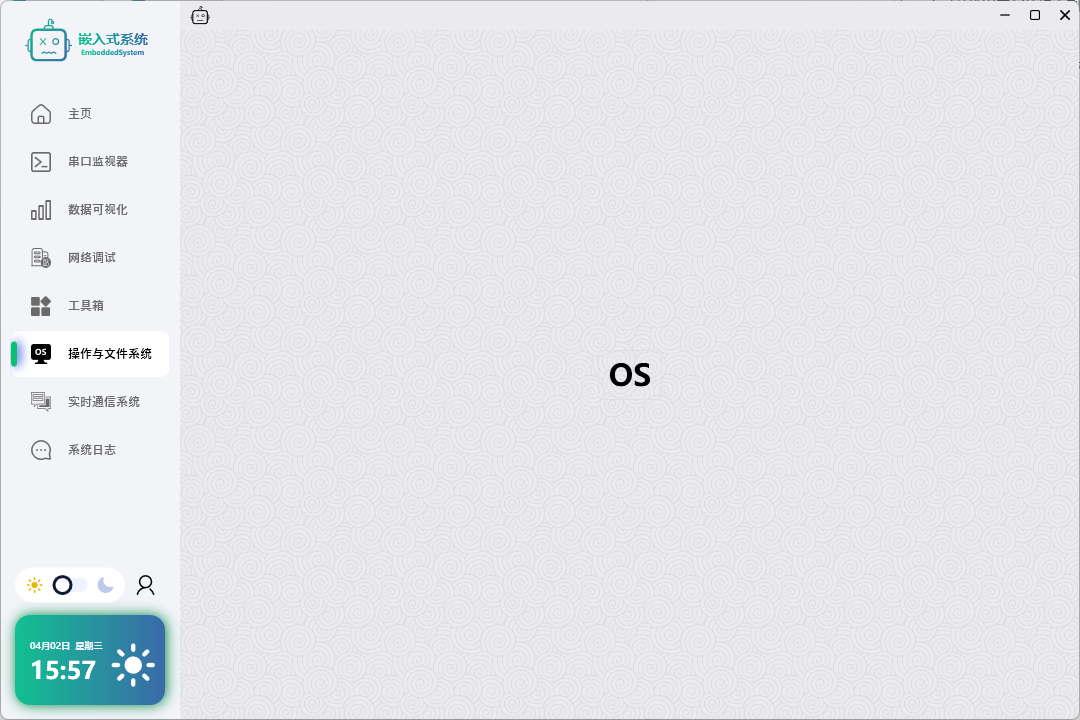 嵌入式系统
EmbeddedSystem
主页
串口监视器
数据可视化
网络调试
工具箱
OS
操作与文件系统
实时通信系统
系统日志
04月02日 星期三
15:57
OS